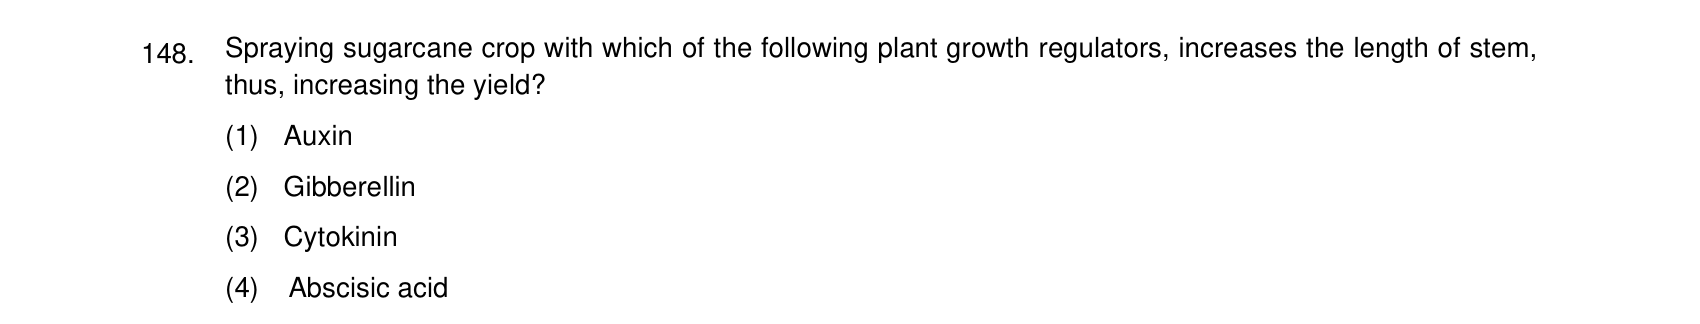 148. Spraying sugarcane crop with which of the following plant growth regulators, increases the length of stem,
thus, increasing the yield?
(1) Auxin
(2) Gibberellin
(3) Cytokinin
(4) Abscisic acid